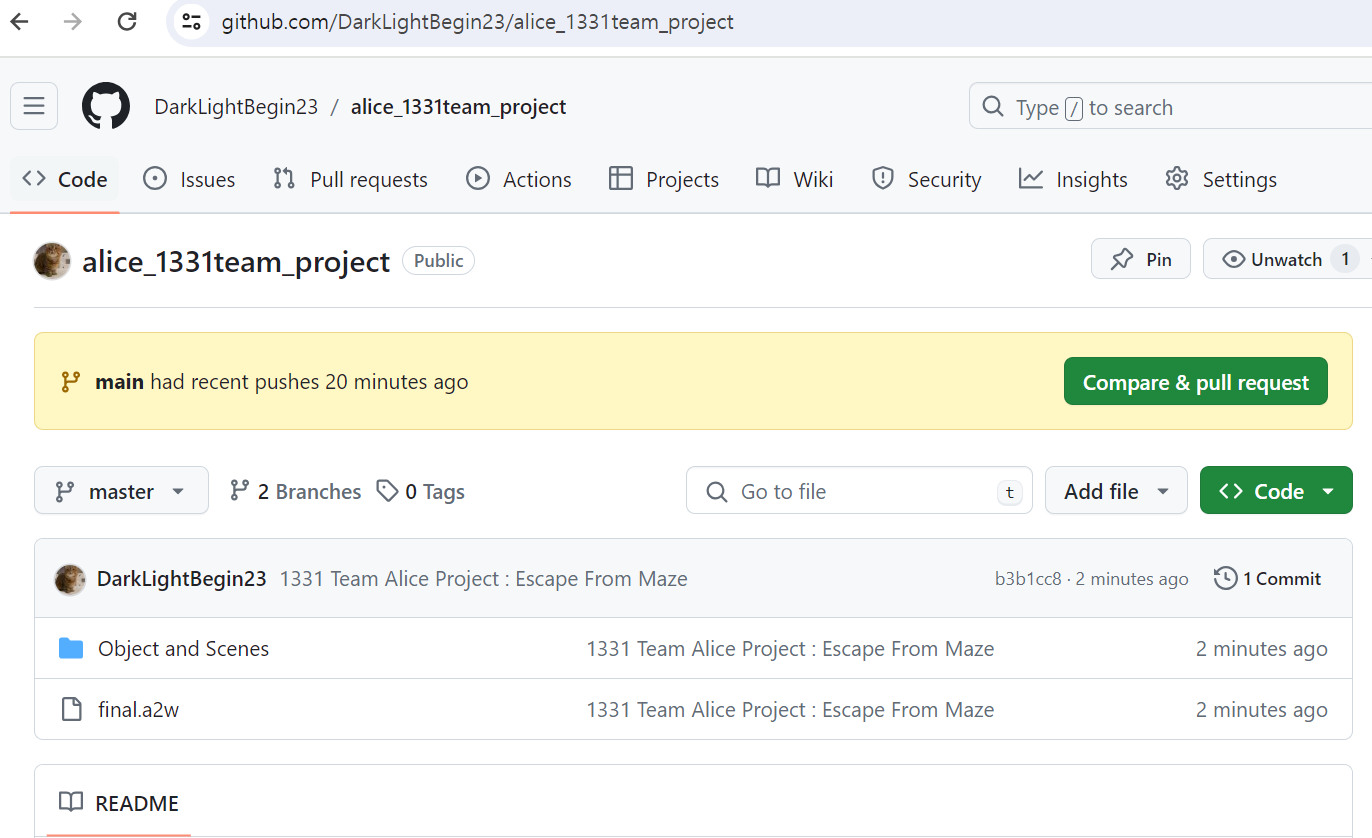 github.com/DarkLightBegin23/alice_1331team_project
DarkLightBegin23 / alice_1331team_project
Type / to search
Code Issues Pull requests Actions Projects Wiki Security Insights Settings
alice_1331team_project Public Pin Unwatch 1
main had recent pushes 20 minutes ago Compare & pull request
master 2 Branches 0 Tags Go to file t Add file Code
DarkLightBegin23 1331 Team Alice Project : Escape From Maze b3b1cc8 · 2 minutes ago 1 Commit
Object and Scenes 1331 Team Alice Project : Escape From Maze 2 minutes ago
final.a2w 1331 Team Alice Project : Escape From Maze 2 minutes ago
README